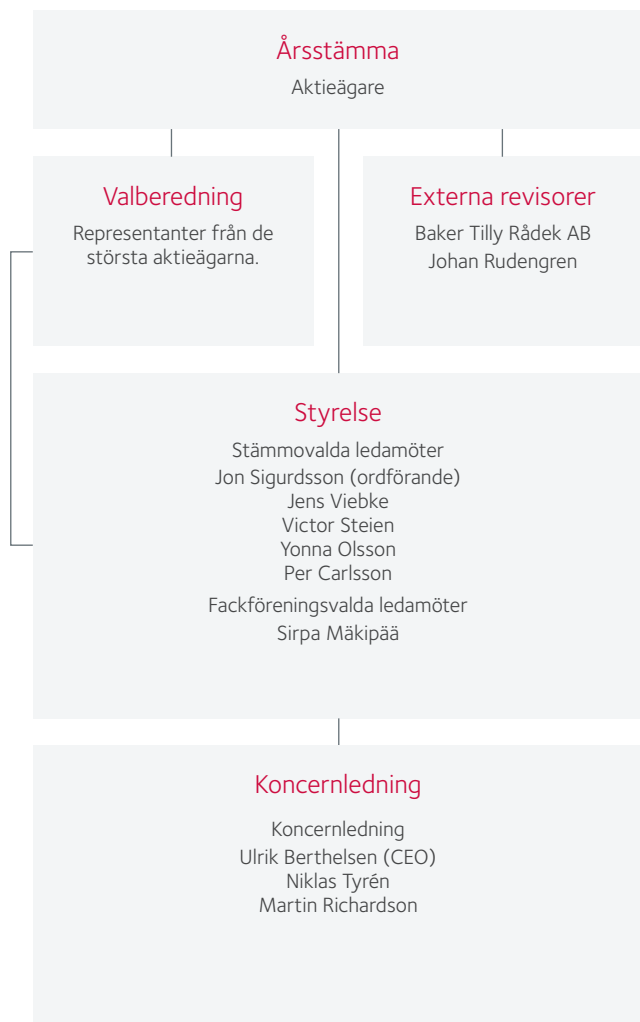 Årsstämma
Aktieägare
Valberedning
Representanter från de
största aktieägarna.
Externa revisorer
Baker Tilly Rådek AB
Johan Rudengren
Styrelse
Stämmovalda ledamöter
Jon Sigurdsson (ordförande)
Jens Viebke
Victor Steien
Yonna Olsson
Per Carlsson
Fackföreningsvalda ledamöter
Sirpa Mäkipää
Koncernledning
Koncernledning
Ulrik Berthelsen (CEO)
Niklas Tyrén
Martin Richardson